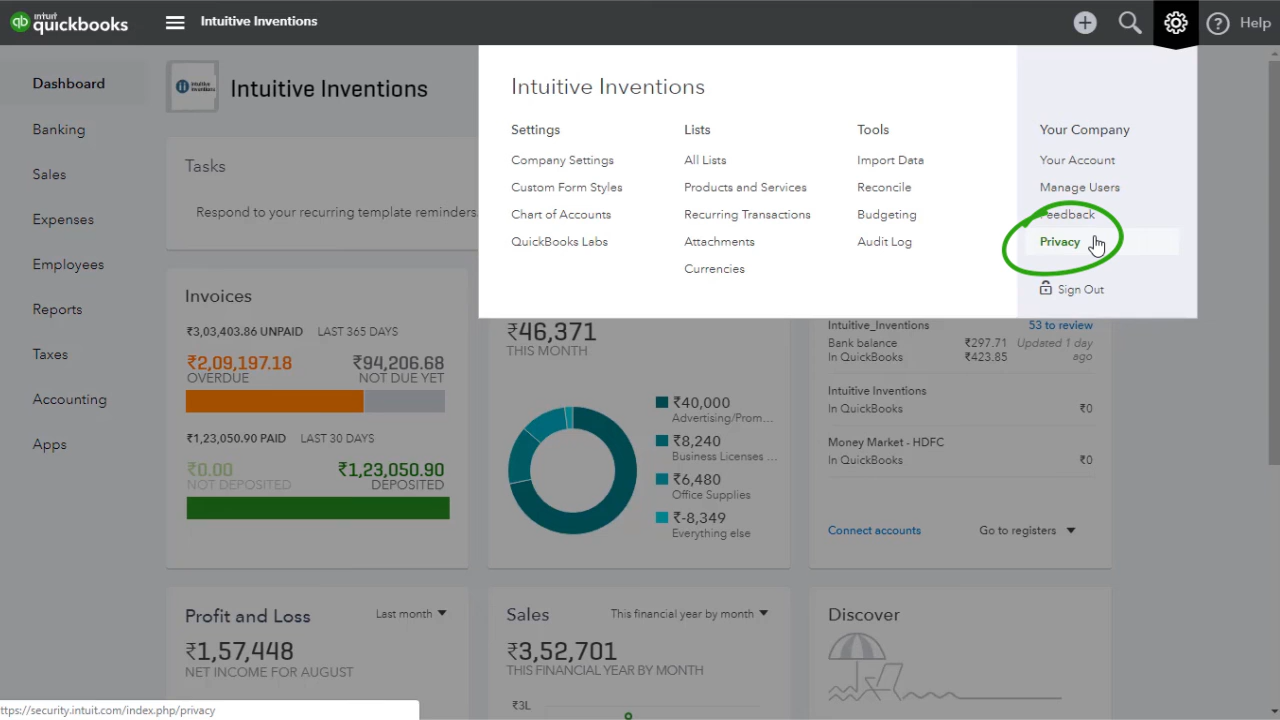 intuit quickbooks
Intuitive Inventions
Help
Dashboard
Banking
Sales
Expenses
Employees
Reports
Taxes
Accounting
Apps
Intuitive Inventions
Intuitive Inventions
Tasks
Respond to your recurring template reminders.
Intuitive Inventions
Settings
Company Settings
Custom Form Styles
Chart of Accounts
QuickBooks Labs
Lists
All Lists
Products and Services
Recurring Transactions
Attachments
Currencies
Tools
Import Data
Reconcile
Budgeting
Audit Log
Your Company
Your Account
Manage Users
Feedback
Privacy
Sign Out
Invoices
₹3,03,403.86 UNPAID LAST 365 DAYS
₹2,09,197.18 ₹94,206.68
OVERDUE NOT DUE YET
₹1,23,050.90 PAID LAST 30 DAYS
₹0.00 ₹1,23,050.90
NOT DEPOSITED DEPOSITED
₹46,371
THIS MONTH
₹40,000
Advertising/Prom...
₹8,240
Business Licenses ...
₹6,480
Office Supplies
₹-8,349
Everything else
Intuitive_Inventions 53 to review
Bank balance ₹297.71 Updated 1 day
In QuickBooks ₹423.85 ago
Intuitive Inventions
In QuickBooks ₹0
Money Market - HDFC
In QuickBooks ₹0
Connect accounts Go to registers
Profit and Loss Last month
₹1,57,448
NET INCOME FOR AUGUST
Sales This financial year by month
₹3,52,701
THIS FINANCIAL YEAR BY MONTH
₹3L
Discover
ttps://security.intuit.com/index.php/privacy